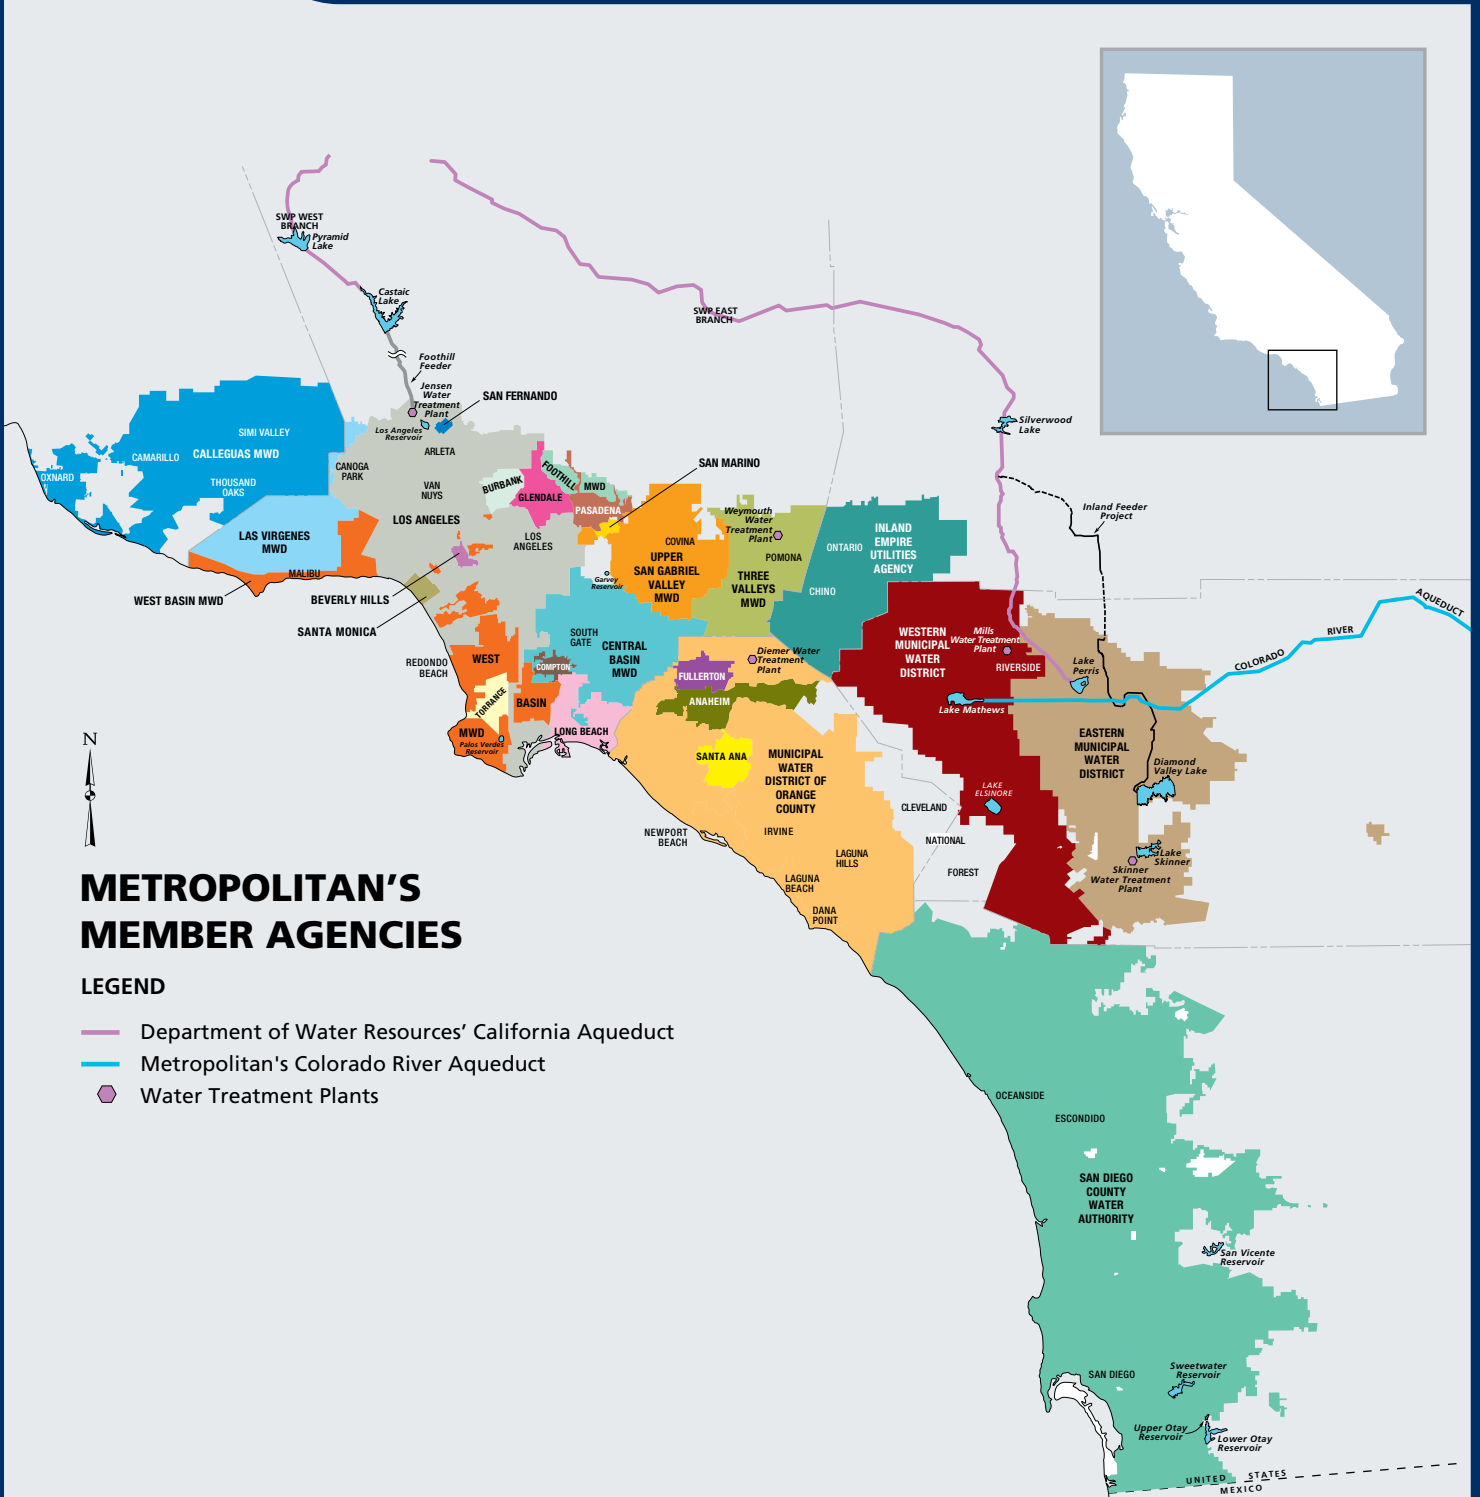 SWP WEST
BRANCH
Pyramid
Lake
Castaic
Lake
SWP EAST
BRANCH
Foothill
Feeder
Jensen
Water
Treatment
Plant
SAN FERNANDO
Los Angeles
Reservoir
Silverwood
Lake
SIMI VALLEY
CAMARILLO
CALLEGUAS MWD
OXNARD
THOUSAND
OAKS
ARLETA
CANOGA
PARK
VAN
NUYS
LOS ANGELES
BURBANK
GLENDALE
FOOTHILL
MWD
PASADENA
SAN MARINO
LOS
ANGELES
LAS VIRGENES
MWD
MALIBU
WEST BASIN MWD
BEVERLY HILLS
SANTA MONICA
Garvey
Reservoir
COVINA
UPPER
SAN GABRIEL
VALLEY
MWD
Weymouth
Water
Treatment
Plant
POMONA
THREE
VALLEYS
MWD
ONTARIO
INLAND
EMPIRE
UTILITIES
AGENCY
CHINO
Inland Feeder
Project
AQUEDUCT
RIVER
COLORADO
REDONDO
BEACH
WEST
BASIN
MWD
TORRANCE
Palos Verdes
Reservoir
COMPTON
SOUTH
GATE
CENTRAL
BASIN
MWD
LONG BEACH
FULLERTON
ANAHEIM
Diemer Water
Treatment
Plant
WESTERN
MUNICIPAL
WATER
DISTRICT
Mills
Water Treatment
Plant
RIVERSIDE
Lake
Perris
Lake Mathews
EASTERN
MUNICIPAL
WATER
DISTRICT
Diamond
Valley Lake
SANTA ANA
MUNICIPAL
WATER
DISTRICT OF
ORANGE
COUNTY
LAKE
ELSINORE
CLEVELAND
NATIONAL
FOREST
NEWPORT
BEACH
IRVINE
LAGUNA
HILLS
LAGUNA
BEACH
DANA
POINT
Lake
Skinner
Skinner
Water Treatment
Plant
N
METROPOLITAN'S
MEMBER AGENCIES
LEGEND
Department of Water Resources' California Aqueduct
Metropolitan's Colorado River Aqueduct
Water Treatment Plants
OCEANSIDE
ESCONDIDO
SAN DIEGO
COUNTY
WATER
AUTHORITY
San Vicente
Reservoir
SAN DIEGO
Sweetwater
Reservoir
Upper Otay
Reservoir
Lower Otay
Reservoir
UNITED STATES
MEXICO